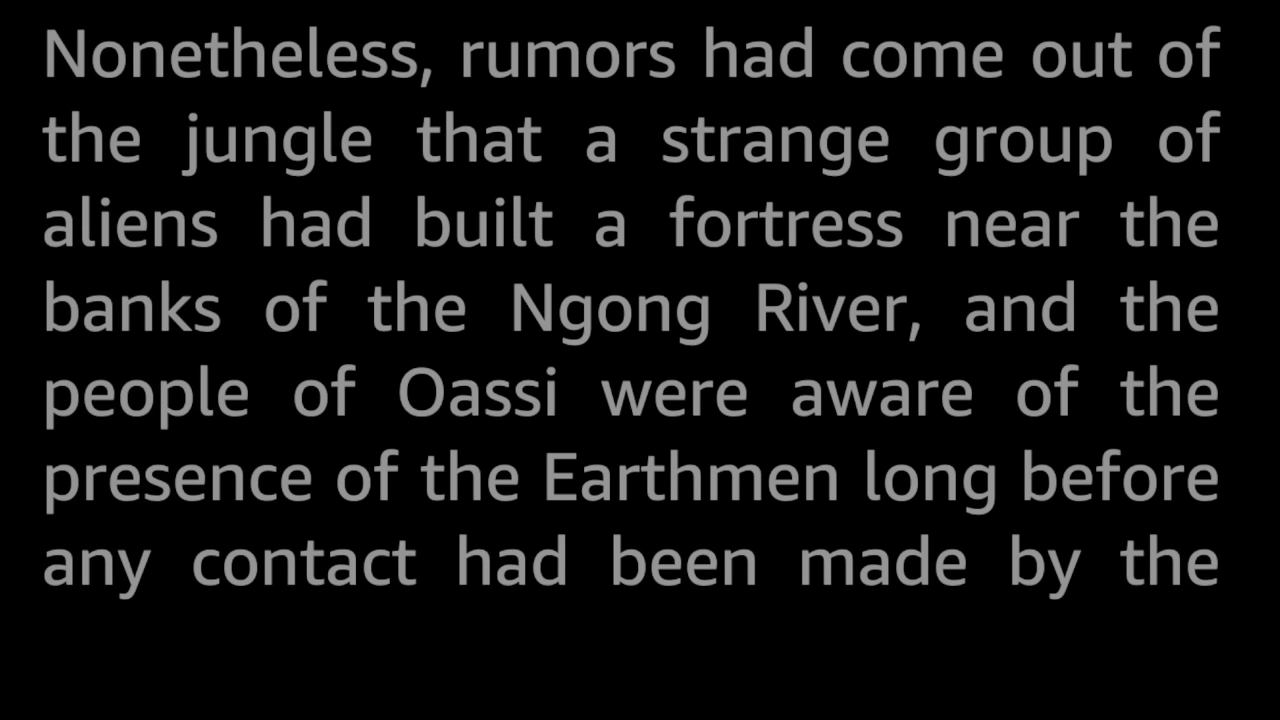 Nonetheless, rumors had come out of
the jungle that a strange group of
aliens had built a fortress near the
banks of the Ngong River, and the
people of Oassi were aware of the
presence of the Earthmen long before
any contact had been made by the